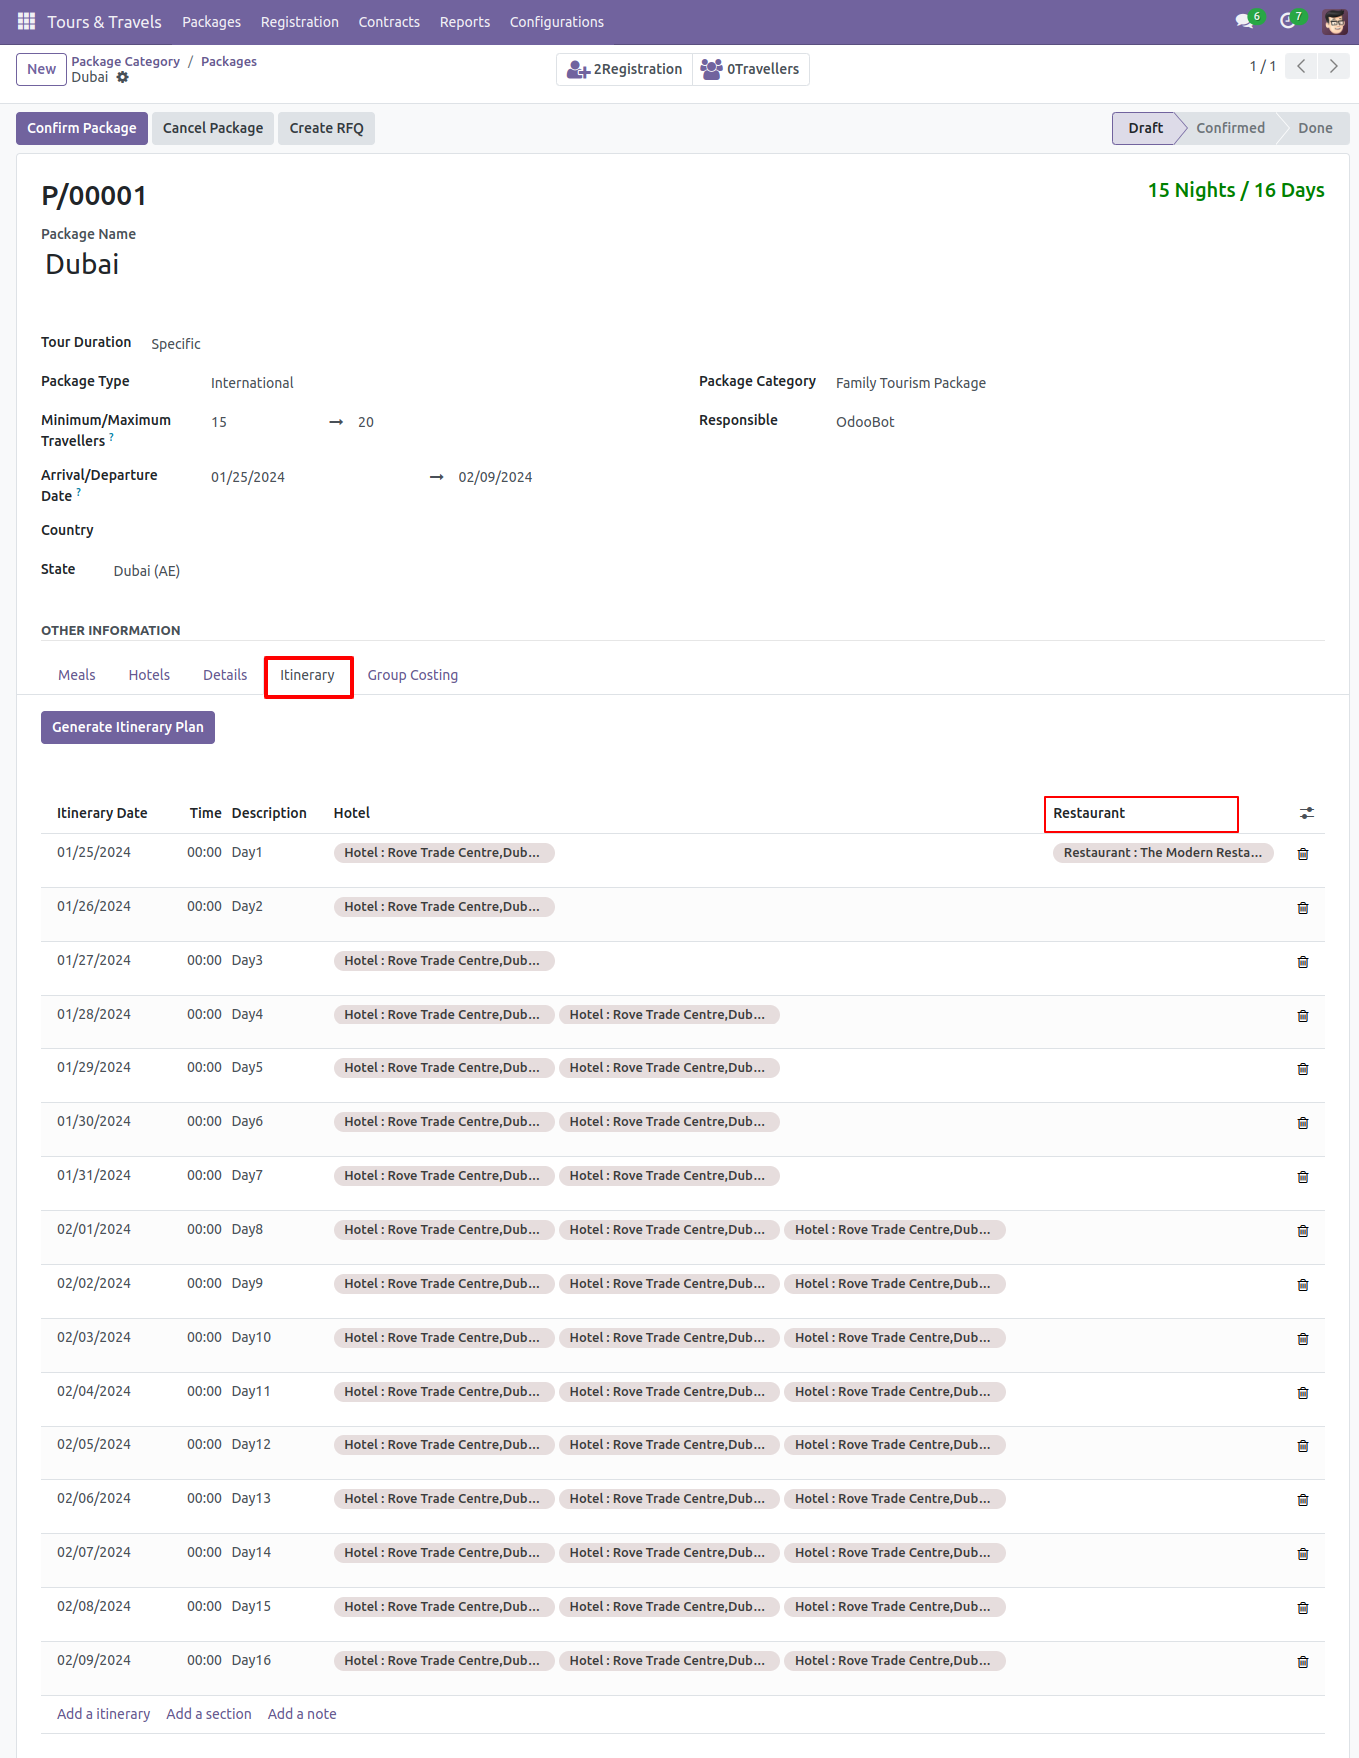 Tours & Travels Packages Registration Contracts Reports Configurations 6 7
New Package Category / Packages
Dubai
2Registration 0Travellers 1 / 1
Confirm Package Cancel Package Create RFQ Draft Confirmed Done
P/00001
15 Nights / 16 Days
Package Name
Dubai
Tour Duration Specific
Package Type International Package Category Family Tourism Package
Minimum/Maximum 15 → 20 Responsible OdooBot
Travellers ?
Arrival/Departure 01/25/2024 → 02/09/2024
Date ?
Country
State Dubai (AE)
OTHER INFORMATION
Meals Hotels Details Itinerary Group Costing
Generate Itinerary Plan
Itinerary Date Time Description Hotel Restaurant
01/25/2024 00:00 Day1 Hotel : Rove Trade Centre,Dub... Restaurant : The Modern Resta...
01/26/2024 00:00 Day2 Hotel : Rove Trade Centre,Dub...
01/27/2024 00:00 Day3 Hotel : Rove Trade Centre,Dub...
01/28/2024 00:00 Day4 Hotel : Rove Trade Centre,Dub... Hotel : Rove Trade Centre,Dub...
01/29/2024 00:00 Day5 Hotel : Rove Trade Centre,Dub... Hotel : Rove Trade Centre,Dub...
01/30/2024 00:00 Day6 Hotel : Rove Trade Centre,Dub... Hotel : Rove Trade Centre,Dub...
01/31/2024 00:00 Day7 Hotel : Rove Trade Centre,Dub... Hotel : Rove Trade Centre,Dub...
02/01/2024 00:00 Day8 Hotel : Rove Trade Centre,Dub... Hotel : Rove Trade Centre,Dub... Hotel : Rove Trade Centre,Dub...
02/02/2024 00:00 Day9 Hotel : Rove Trade Centre,Dub... Hotel : Rove Trade Centre,Dub... Hotel : Rove Trade Centre,Dub...
02/03/2024 00:00 Day10 Hotel : Rove Trade Centre,Dub... Hotel : Rove Trade Centre,Dub... Hotel : Rove Trade Centre,Dub...
02/04/2024 00:00 Day11 Hotel : Rove Trade Centre,Dub... Hotel : Rove Trade Centre,Dub... Hotel : Rove Trade Centre,Dub...
02/05/2024 00:00 Day12 Hotel : Rove Trade Centre,Dub... Hotel : Rove Trade Centre,Dub... Hotel : Rove Trade Centre,Dub...
02/06/2024 00:00 Day13 Hotel : Rove Trade Centre,Dub... Hotel : Rove Trade Centre,Dub... Hotel : Rove Trade Centre,Dub...
02/07/2024 00:00 Day14 Hotel : Rove Trade Centre,Dub... Hotel : Rove Trade Centre,Dub... Hotel : Rove Trade Centre,Dub...
02/08/2024 00:00 Day15 Hotel : Rove Trade Centre,Dub... Hotel : Rove Trade Centre,Dub... Hotel : Rove Trade Centre,Dub...
02/09/2024 00:00 Day16 Hotel : Rove Trade Centre,Dub... Hotel : Rove Trade Centre,Dub... Hotel : Rove Trade Centre,Dub...
Add a itinerary Add a section Add a note